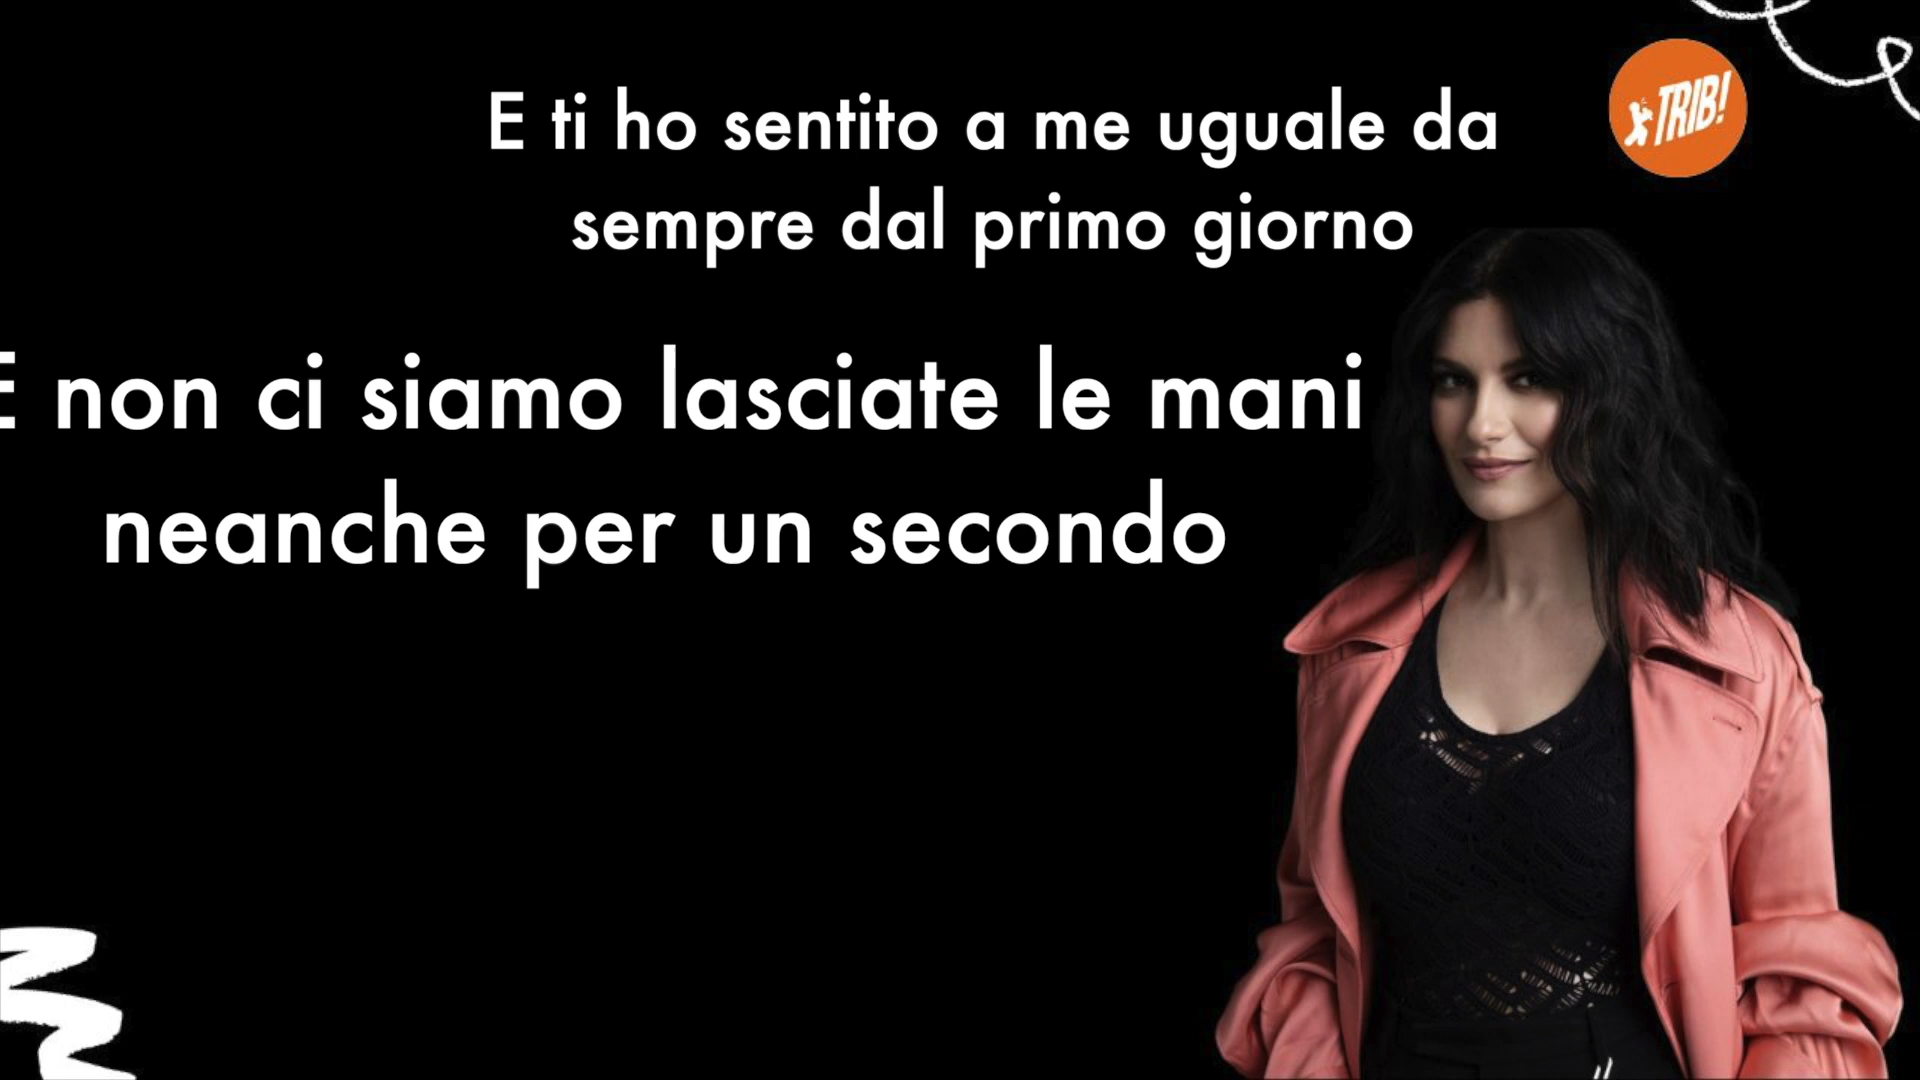 E ti ho sentito a me uguale da
sempre dal primo giorno
TRIB!
E non ci siamo lasciate le mani
neanche per un secondo